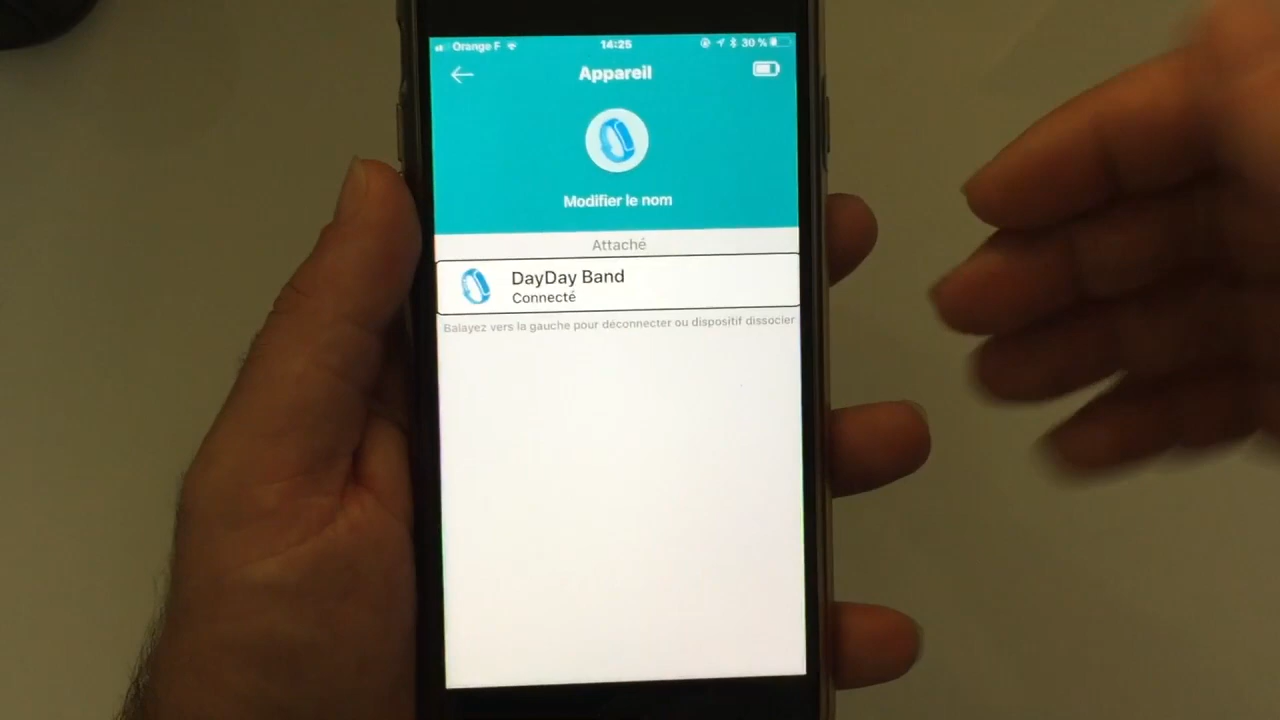 Orange F 14:25 30 %
Appareil
Modifier le nom
Attaché
DayDay Band
Connecté
Balayez vers la gauche pour déconnecter ou dispositif dissocier